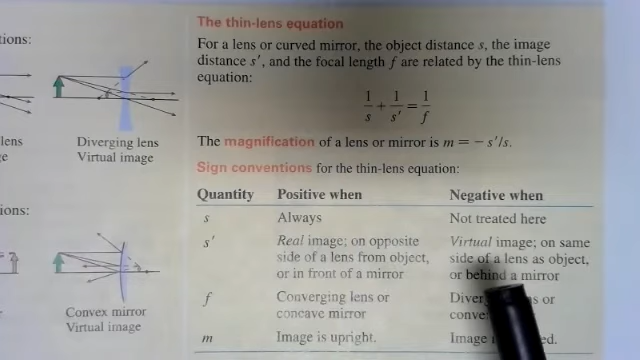 tions:
lens
e
Diverging lens
Virtual image
ions:
Convex mirror
Virtual image
The thin-lens equation
For a lens or curved mirror, the object distance s, the image
distance s′, and the focal length f are related by the thin-lens
equation:
1/s + 1/s′ = 1/f
The magnification of a lens or mirror is m = −s′/s.
Sign conventions for the thin-lens equation:
Quantity Positive when Negative when
s Always Not treated here
s′ Real image; on opposite side of a lens from object, or in front of a mirror Virtual image; on same side of a lens as object, or behind a mirror
f Converging lens or concave mirror or
m Image is upright. Image